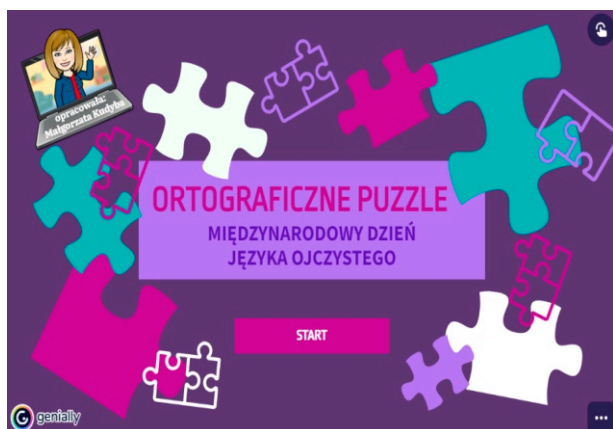 opracowała:
Małgorzata Kudyba
ORTOGRAFICZNE PUZZLE
MIĘDZYNARODOWY DZIEŃ
JĘZYKA OJCZYSTEGO
START
G genially